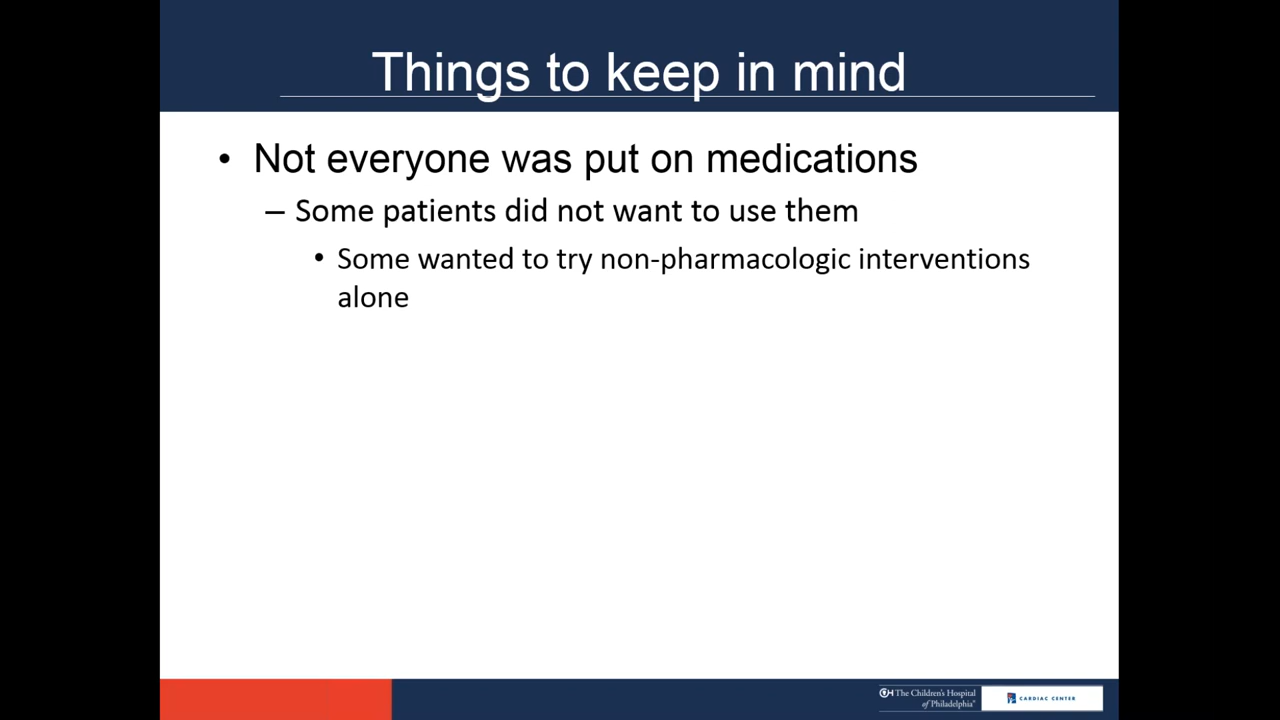 Things to keep in mind
• Not everyone was put on medications
– Some patients did not want to use them
• Some wanted to try non-pharmacologic interventions
alone
The Children's Hospital
of Philadelphia®
CARDIAC CENTER